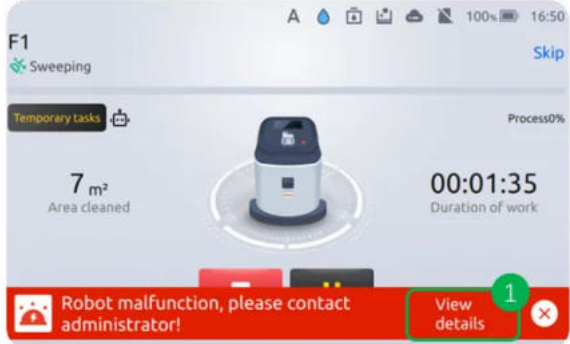 A 100% 16:50
F1
Skip
Sweeping
Temporary tasks
Process0%
7 m²
00:01:35
Area cleaned
Duration of work
1
Robot malfunction, please contact
administrator!
View
details